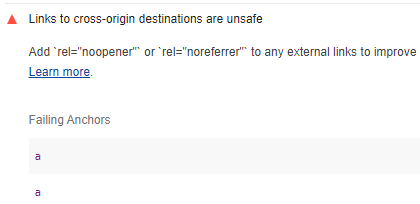 Links to cross-origin destinations are unsafe
Add `rel="noopener"` or `rel="noreferrer"` to any external links to improve
Learn more.
Failing Anchors
a
a